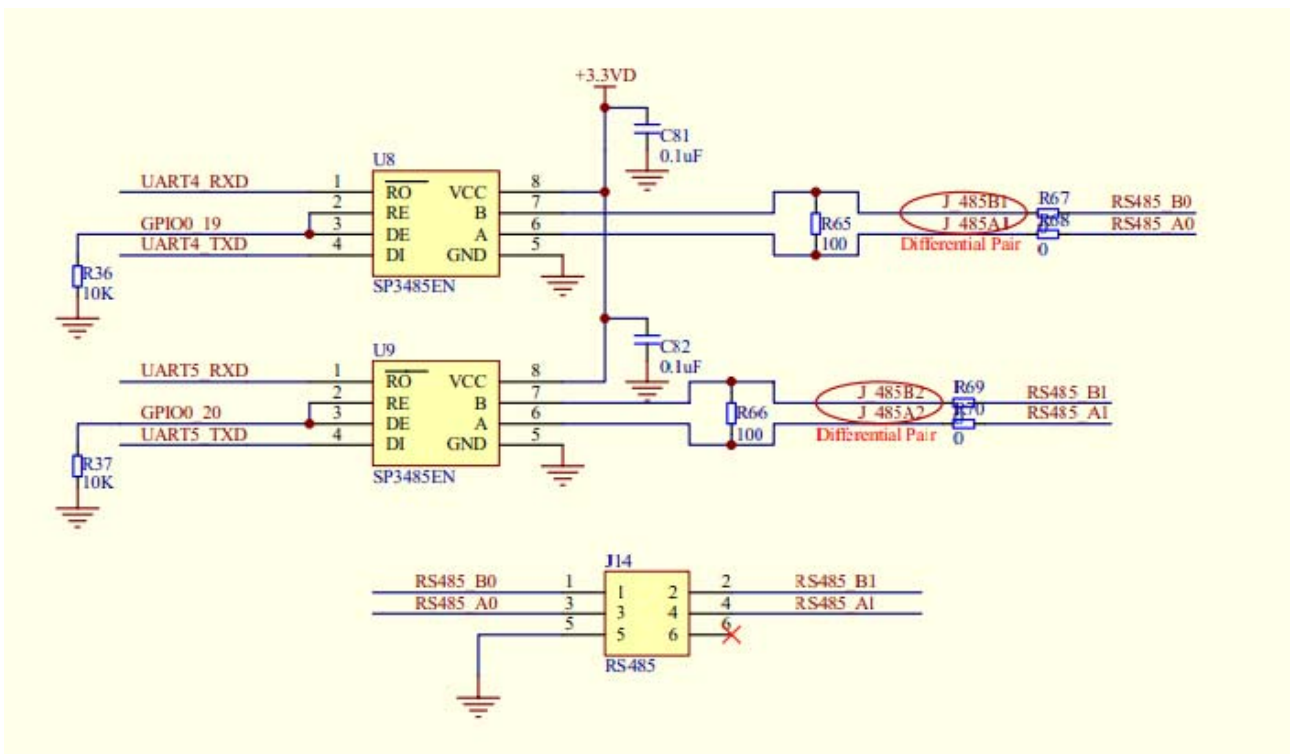 +3.3VD
C81
0.1uF
U8
UART4_RXD 1 RO VCC 8
2 RE B 7 J_485B1 R67 RS485_B0
GPIO0_19 3 DE A 6 R65 J_485A1 R68 RS485_A0
UART4_TXD 4 DI GND 5 100 Differential Pair 0
R36
10K
SP3485EN
C82
0.1uF
U9
UART5_RXD 1 RO VCC 8
2 RE B 7 J_485B2 R69 RS485_B1
GPIO0_20 3 DE A 6 R66 J_485A2 R70 RS485_A1
UART5_TXD 4 DI GND 5 100 Differential Pair 0
R37
10K
SP3485EN
J14
RS485_B0 1 1 2 2 RS485_B1
RS485_A0 3 3 4 4 RS485_A1
5 5 6 6
RS485